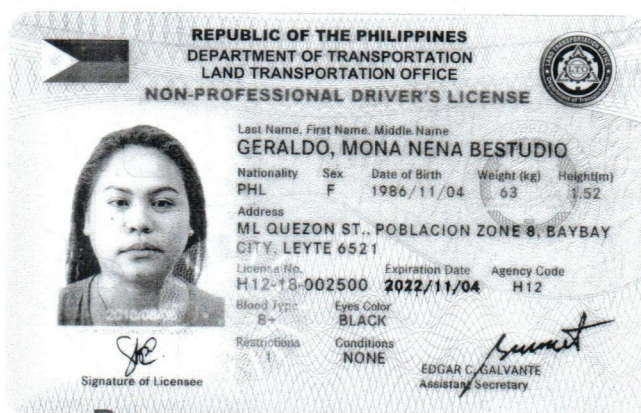 REPUBLIC OF THE PHILIPPINES
DEPARTMENT OF TRANSPORTATION
LAND TRANSPORTATION OFFICE
NON-PROFESSIONAL DRIVER'S LICENSE
Last Name, First Name, Middle Name
GERALDO, MONA NENA BESTUDIO
Nationality Sex Date of Birth Weight (kg) Height(m)
PHL F 1986/11/04 63 1.52
Address
ML QUEZON ST., POBLACION ZONE 8, BAYBAY
CITY, LEYTE 6521
License No. Expiration Date Agency Code
H12-18-002500 2022/11/04 H12
Blood Type Eyes Color
B+ BLACK
Restrictions Conditions
1 NONE
EDGAR C. GALVANTE
Assistant Secretary
Signature of Licensee